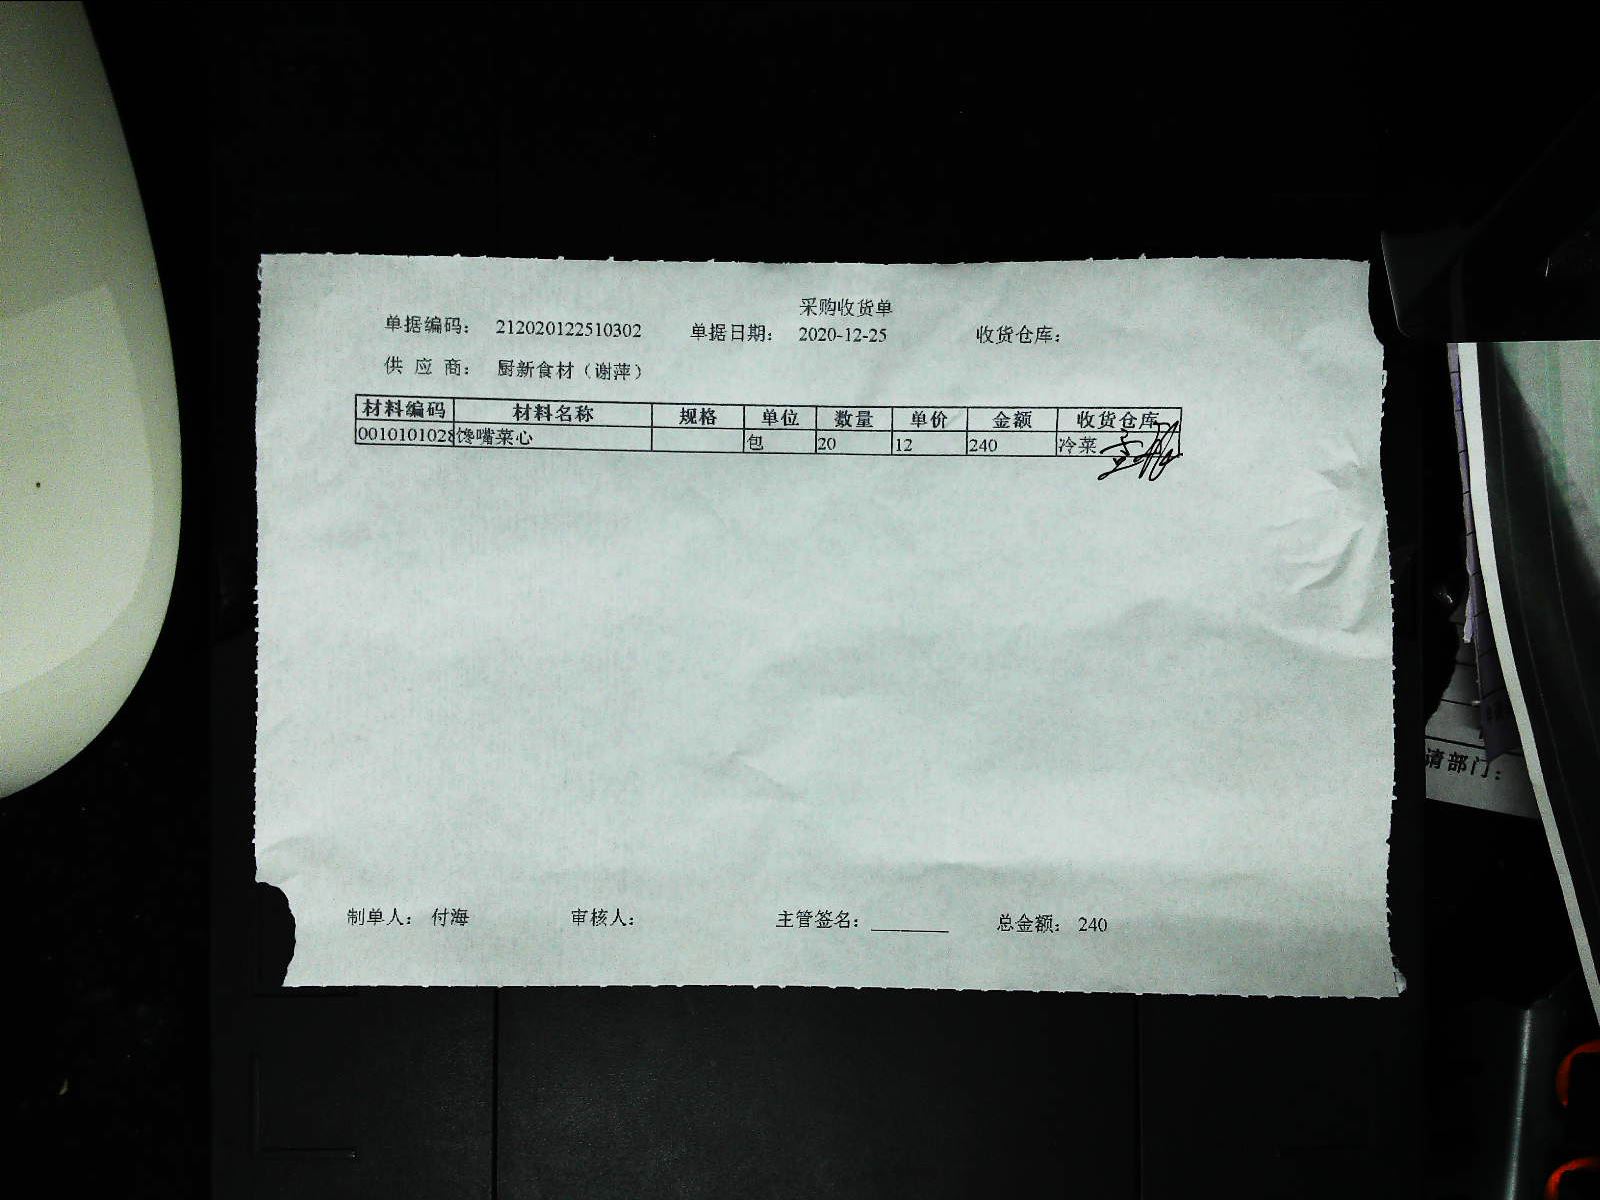 采购收货单
单据编码： 212020122510302 单据日期： 2020-12-25 收货仓库：
供 应 商： 厨新食材（谢萍）
材料编码 材料名称 规格 单位 数量 单价 金额 收货仓库
0010101028 馋嘴菜心 包 20 12 240 冷菜
制单人： 付海 审核人： 主管签名： ________ 总金额： 240
请部门：